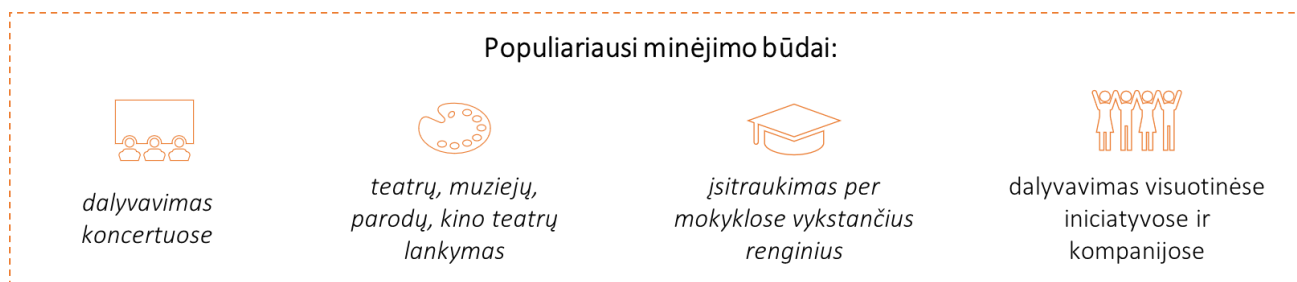 Populiariausi minėjimo būdai:
dalyvavimas
koncertuose
teatrų, muziejų,
parodų, kino teatrų
lankymas
įsitraukimas per
mokyklose vykstančius
renginius
dalyvavimas visuotinėse
iniciatyvose ir
kompanijose